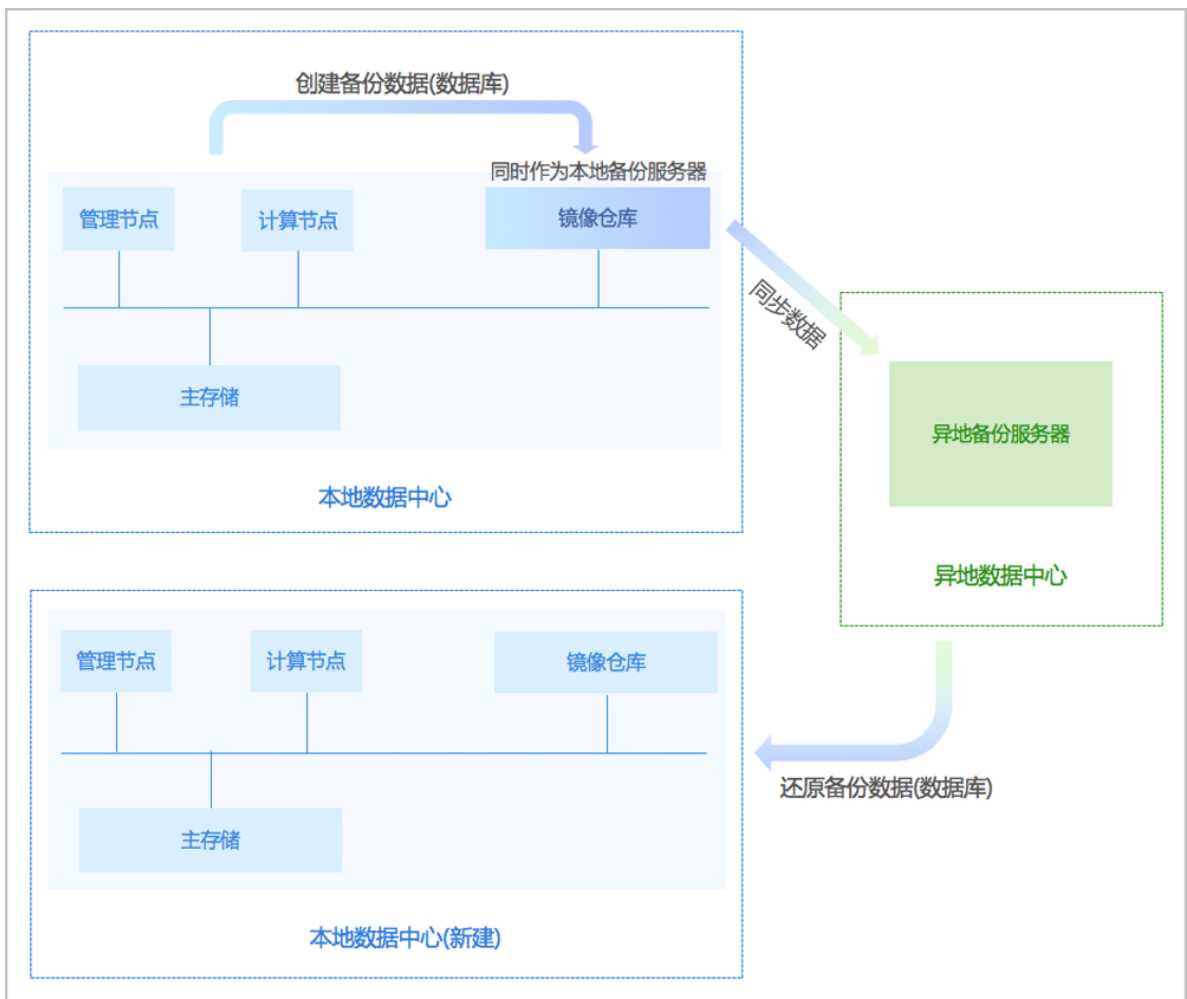 创建备份数据(数据库)
同时作为本地备份服务器
管理节点
计算节点
镜像仓库
同步数据
主存储
异地备份服务器
本地数据中心
异地数据中心
管理节点
计算节点
镜像仓库
还原备份数据(数据库)
主存储
本地数据中心(新建)